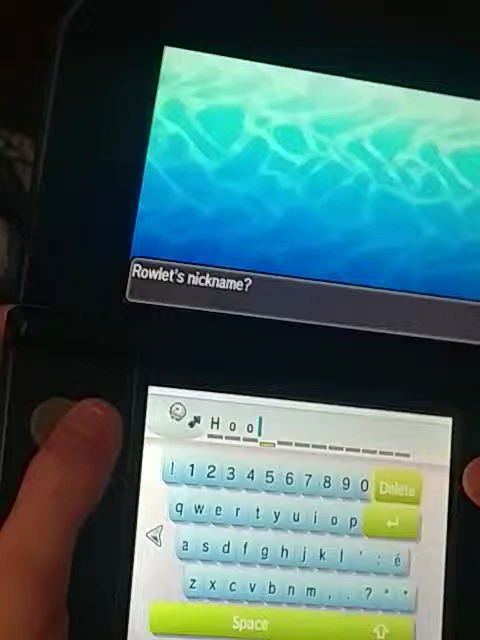 Rowlet's nickname?
Hoo
! 1 2 3 4 5 6 7 8 9 0 Delete
q w e r t y u i o p
a s d f g h j k l ' : é
z x c v b n m , . ? " "
Space